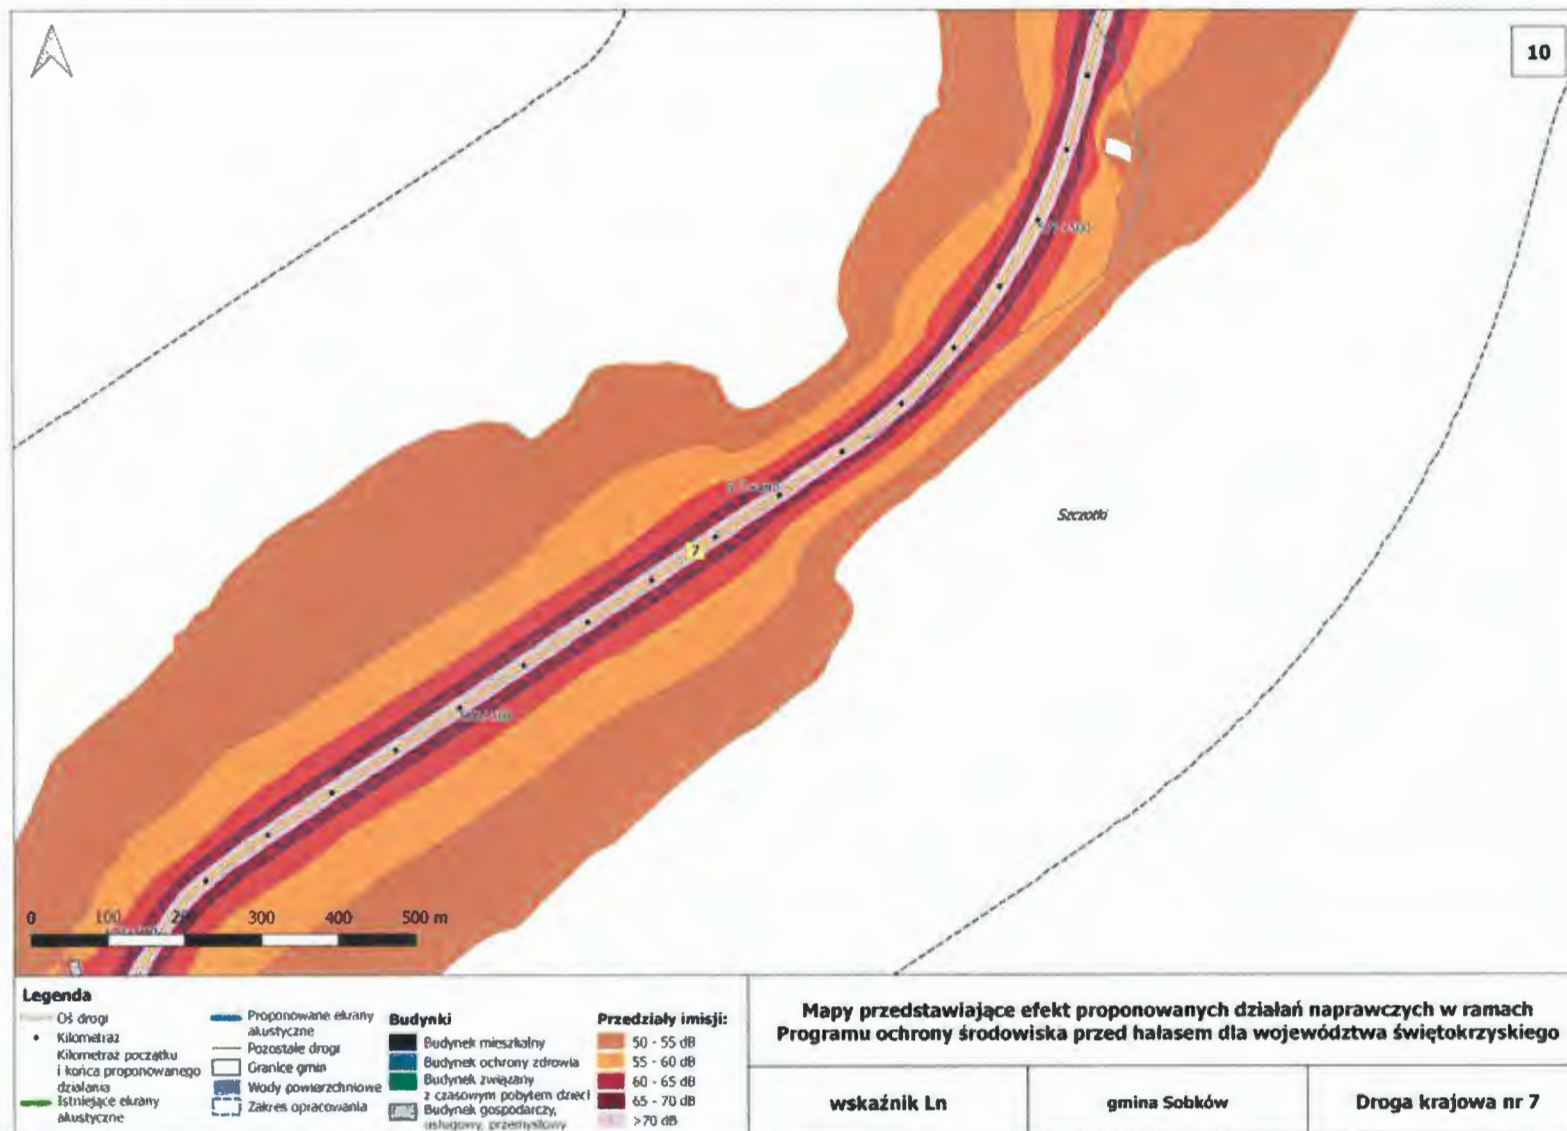 10
Szczotki
7
0 100 200 300 400 500 m
Legenda
Oś drogi
Kilometraż
Kilometraż początku
i końca proponowanego
działania
Istniejące ekrany
akustyczne
Proponowane ekrany
akustyczne
Pozostałe drogi
Granice gmin
Wody powierzchniowe
Zakres opracowania
Budynki
Budynek mieszkalny
Budynek ochrony zdrowia
Budynek związany
z czasowym pobytem dzieci
Budynek gospodarczy,
usługowy, przemysłowy
Przedziały imisji:
50 - 55 dB
55 - 60 dB
60 - 65 dB
65 - 70 dB
>70 dB
Mapy przedstawiające efekt proponowanych działań naprawczych w ramach
Programu ochrony środowiska przed hałasem dla województwa świętokrzyskiego
wskaźnik Ln
gmina Sobków
Droga krajowa nr 7